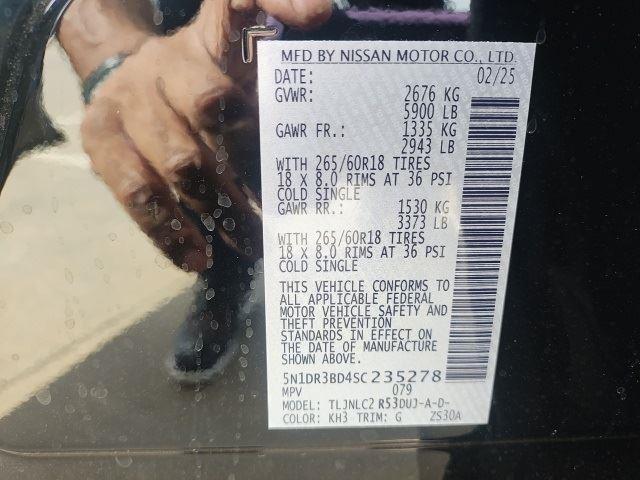 MFD BY NISSAN MOTOR CO., LTD.
DATE: 02/25
GVWR: 2676 KG
5900 LB
GAWR FR.: 1335 KG
2943 LB
WITH 265/60R18 TIRES
18 X 8.0 RIMS AT 36 PSI
COLD SINGLE
GAWR RR.: 1530 KG
3373 LB
WITH 265/60R18 TIRES
18 X 8.0 RIMS AT 36 PSI
COLD SINGLE
THIS VEHICLE CONFORMS TO
ALL APPLICABLE FEDERAL
MOTOR VEHICLE SAFETY AND
THEFT PREVENTION
STANDARDS IN EFFECT ON
THE DATE OF MANUFACTURE
SHOWN ABOVE.
5N1DR3BD4SC235278
MPV 079
MODEL: TLJNLC2 R53DUJ-A-D-
COLOR: KH3 TRIM: G ZS30A